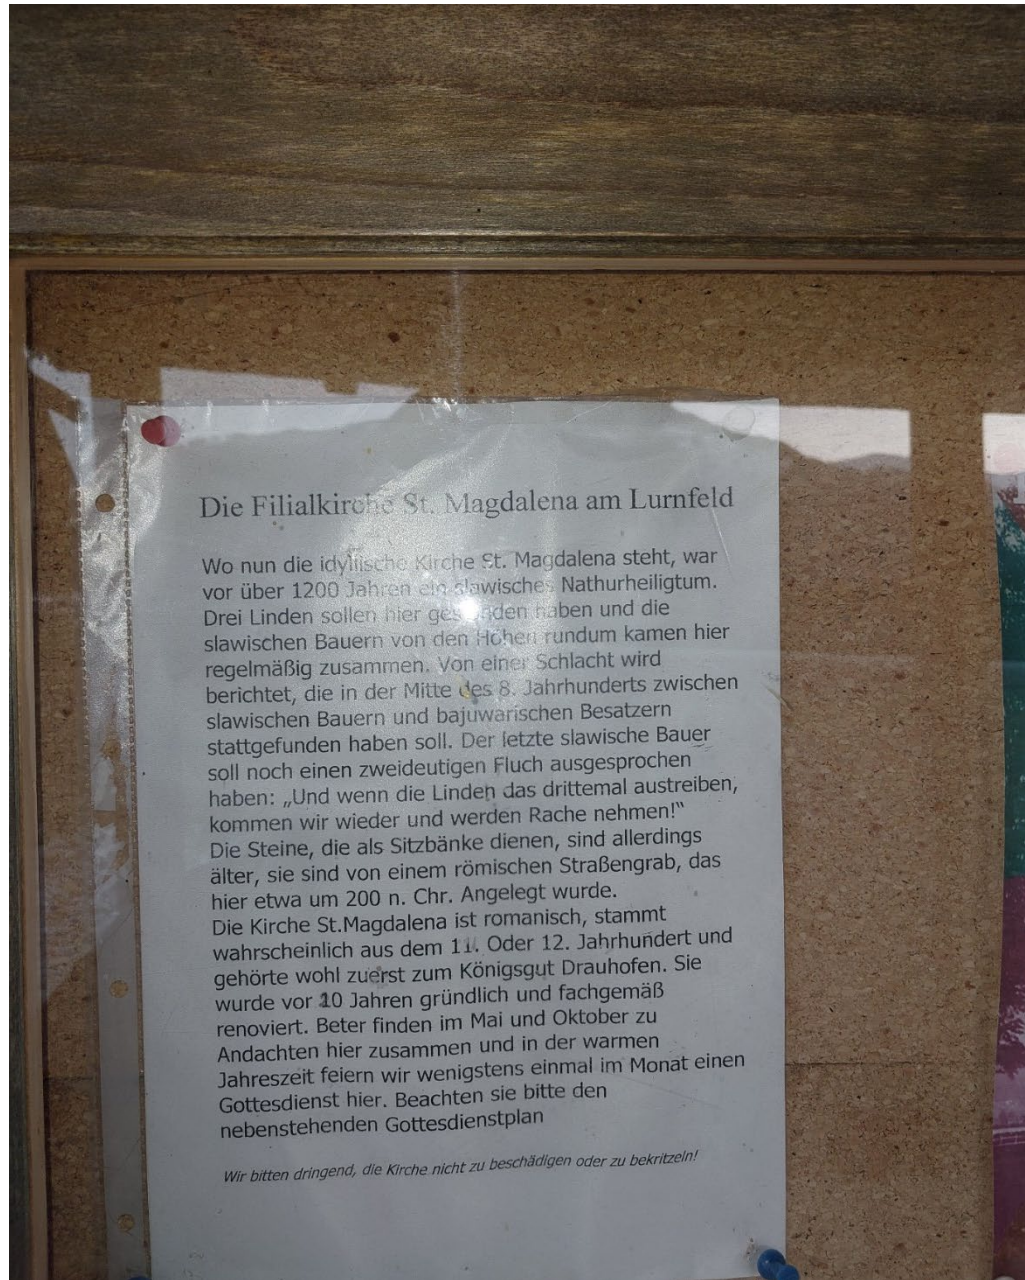 Die Filialkirche St. Magdalena am Lurnfeld
Wo nun die idyllische Kirche St. Magdalena steht, war
vor über 1200 Jahren ein slawisches Nathurheiligtum.
Drei Linden sollen hier gestanden haben und die
slawischen Bauern von den Höhen rundum kamen hier
regelmäßig zusammen. Von einer Schlacht wird
berichtet, die in der Mitte des 8. Jahrhunderts zwischen
slawischen Bauern und bajuwarischen Besatzern
stattgefunden haben soll. Der letzte slawische Bauer
soll noch einen zweideutigen Fluch ausgesprochen
haben: „Und wenn die Linden das drittemal austreiben,
kommen wir wieder und werden Rache nehmen!“
Die Steine, die als Sitzbänke dienen, sind allerdings
älter, sie sind von einem römischen Straßengrab, das
hier etwa um 200 n. Chr. Angelegt wurde.
Die Kirche St.Magdalena ist romanisch, stammt
wahrscheinlich aus dem 11. Oder 12. Jahrhundert und
gehörte wohl zuerst zum Königsgut Drauhofen. Sie
wurde vor 10 Jahren gründlich und fachgemäß
renoviert. Beter finden im Mai und Oktober zu
Andachten hier zusammen und in der warmen
Jahreszeit feiern wir wenigstens einmal im Monat einen
Gottesdienst hier. Beachten sie bitte den
nebenstehenden Gottesdienstplan
Wir bitten dringend, die Kirche nicht zu beschädigen oder zu bekritzeln!